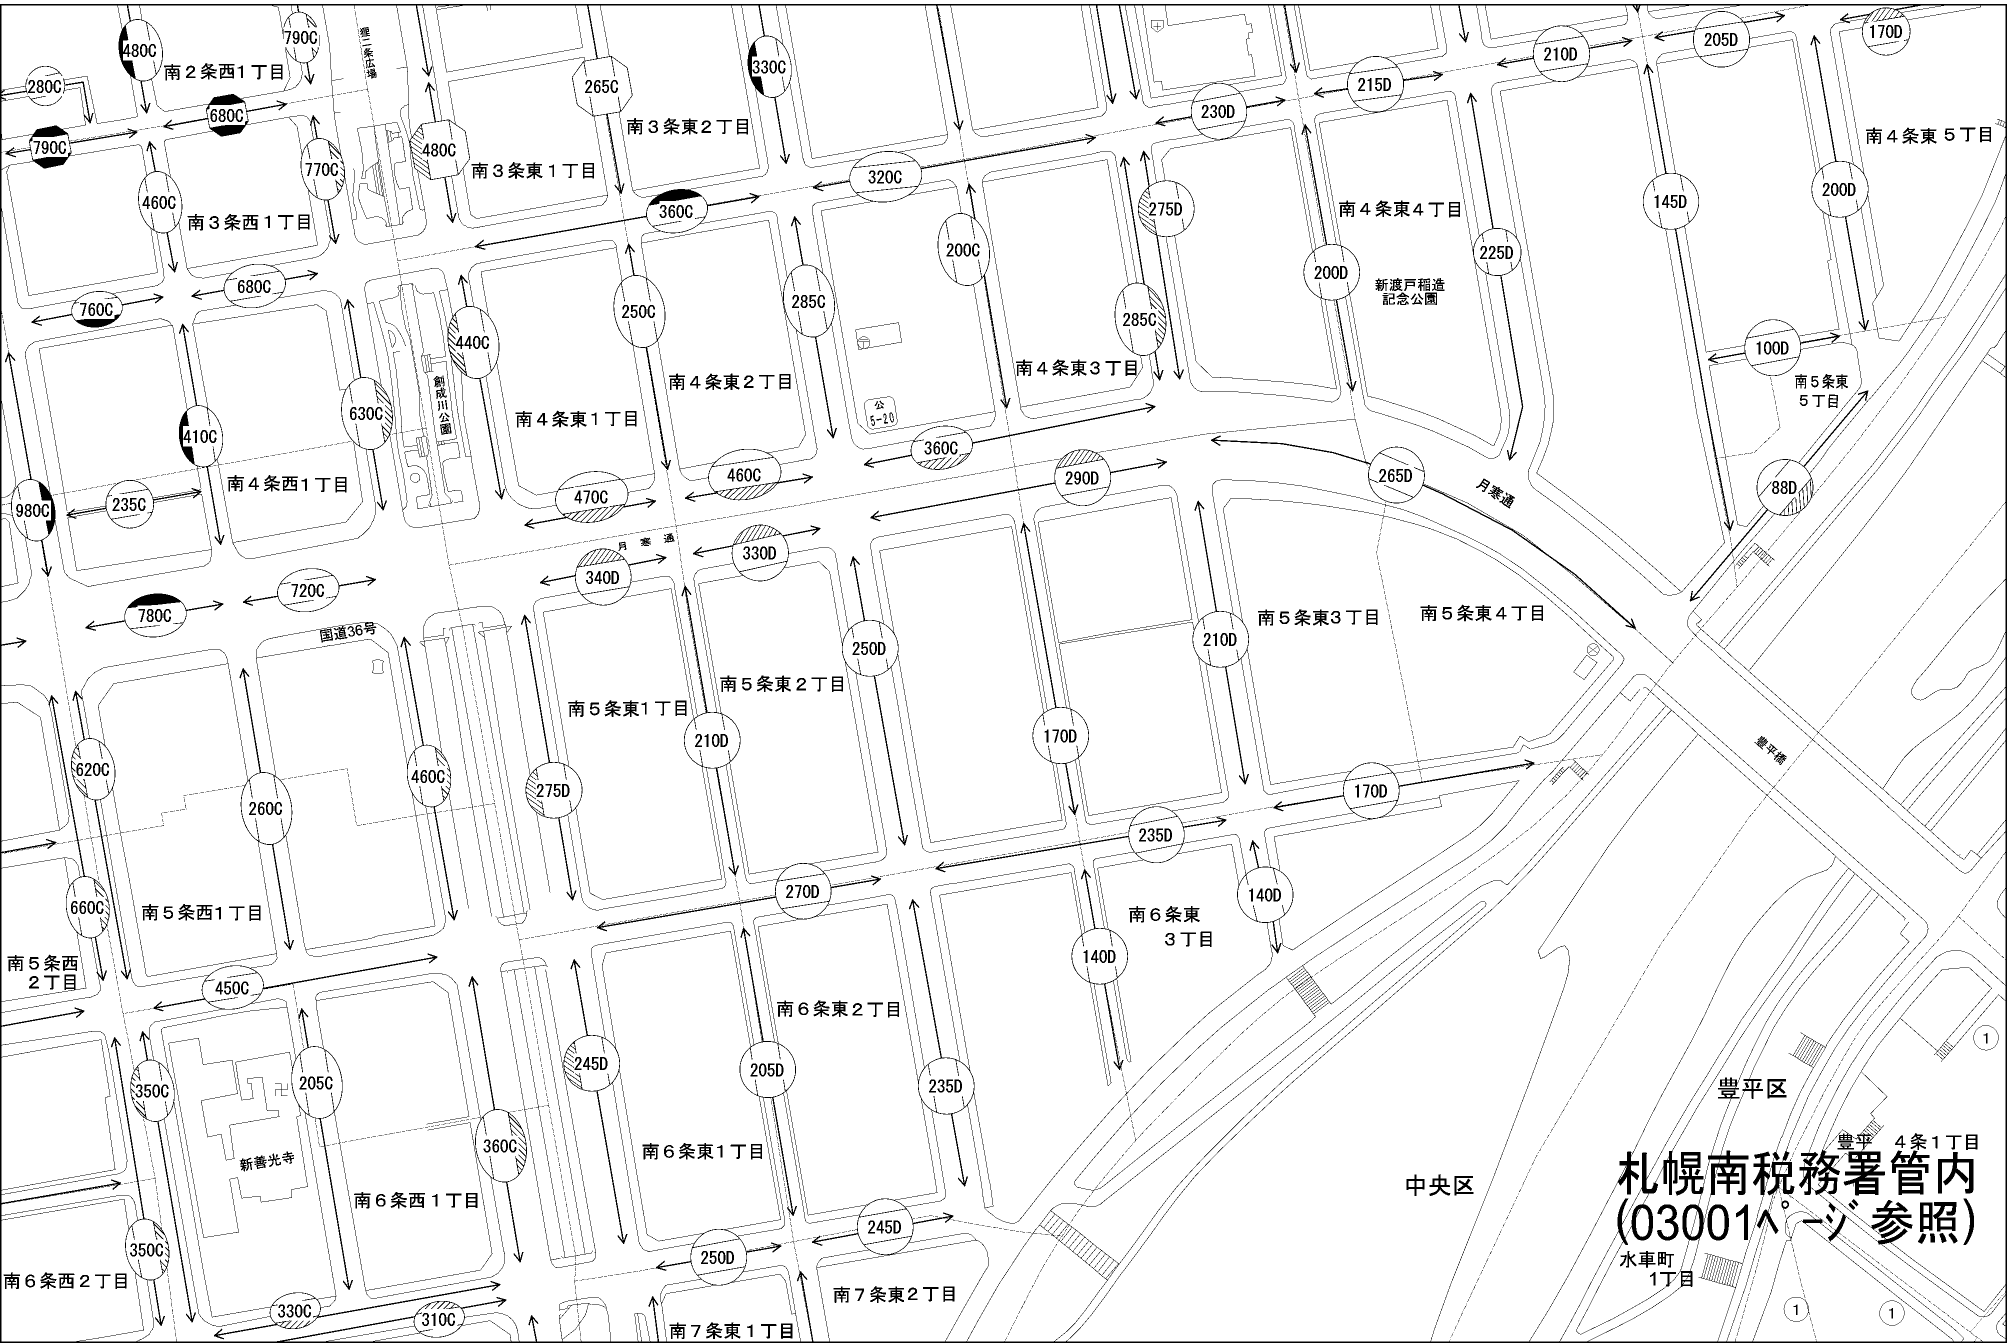 480C
790C
狸二条広場
265C
330C
210D
205D
170D
南2条西1丁目
280C
680C
215D
230D
790C
480C
南3条東2丁目
南4条東5丁目
770C
南3条東1丁目
320C
460C
南3条西1丁目
360C
275D
南4条東4丁目
145D
200D
200C
225D
680C
760C
250C
285C
200D
新渡戸稲造
記念公園
285C
440C
100D
南4条東3丁目
南4条東2丁目
南5条東
5丁目
創成川公園
630C
南4条東1丁目
公
5-20
410C
360C
南4条西1丁目
460C
290D
265D
月寒通
88D
980C
235C
470C
月寒通
330D
340D
720C
780C
国道36号
南5条東3丁目
南5条東4丁目
210D
250D
南5条東2丁目
南5条東1丁目
210D
170D
豊平橋
620C
460C
275D
170D
260C
235D
270D
140D
660C
南5条西1丁目
南6条東
3丁目
140D
南5条西
2丁目
450C
南6条東2丁目
1
245D
205D
235D
350C
205C
豊平区
360C
南6条東1丁目
豊平 4条1丁目
新善光寺
札幌南税務署管内
中央区
南6条西1丁目
(03001ページ参照)
245D
350C
250D
水車町
1丁目
南6条西2丁目
南7条東2丁目
330C
310C
1
1
南7条東1丁目